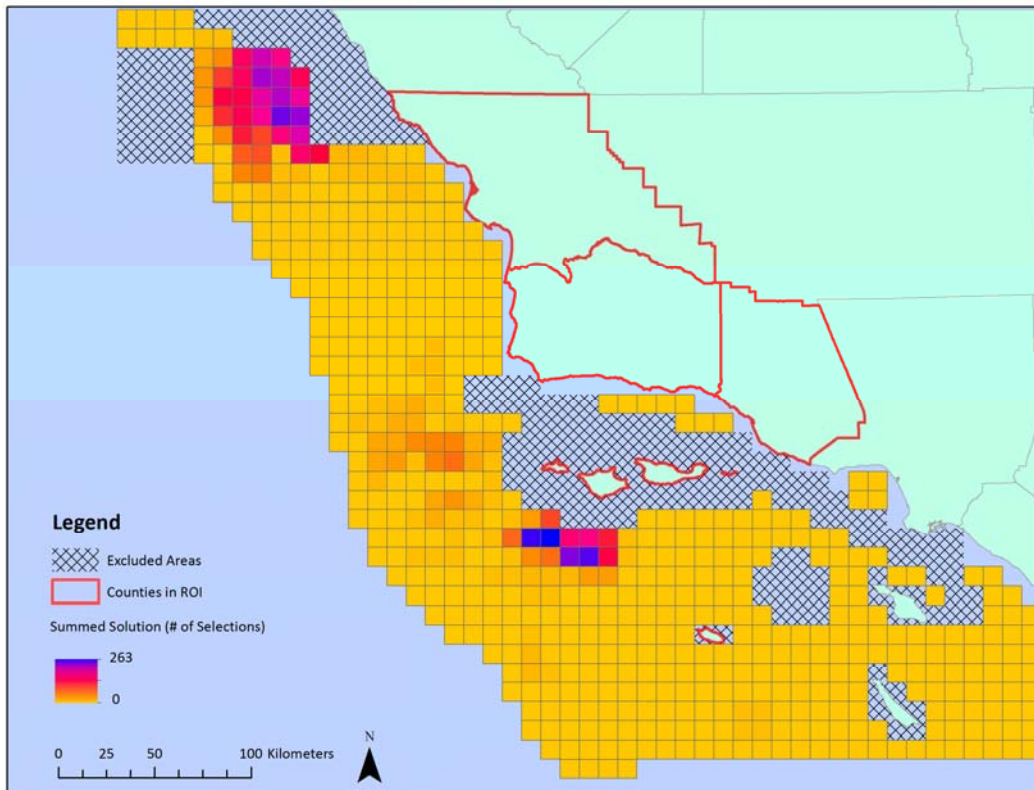 Legend
Excluded Areas
Counties in ROI
Summed Solution (# of Selections)
263
0
0 25 50 100 Kilometers
N